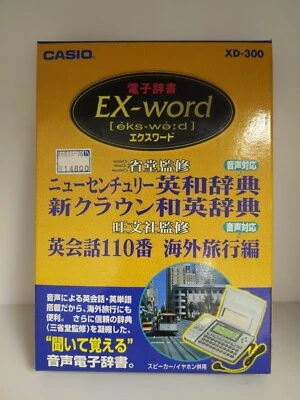 CASIO
XD-300
電子辞書
EX-word
[éks-wə:d]
エクスワード
¥14800
三省堂監修
音声対応
ニューセンチュリー英和辞典
新クラウン和英辞典
旺文社監修
音声対応
英会話110番 海外旅行編
音声による英会話・英単語
搭載だから、海外旅行にも
便利。さらに信頼の辞典
(三省堂監修)を凝縮した、
"聞いて覚える"
音声電子辞書。
スピーカー/イヤホン併用